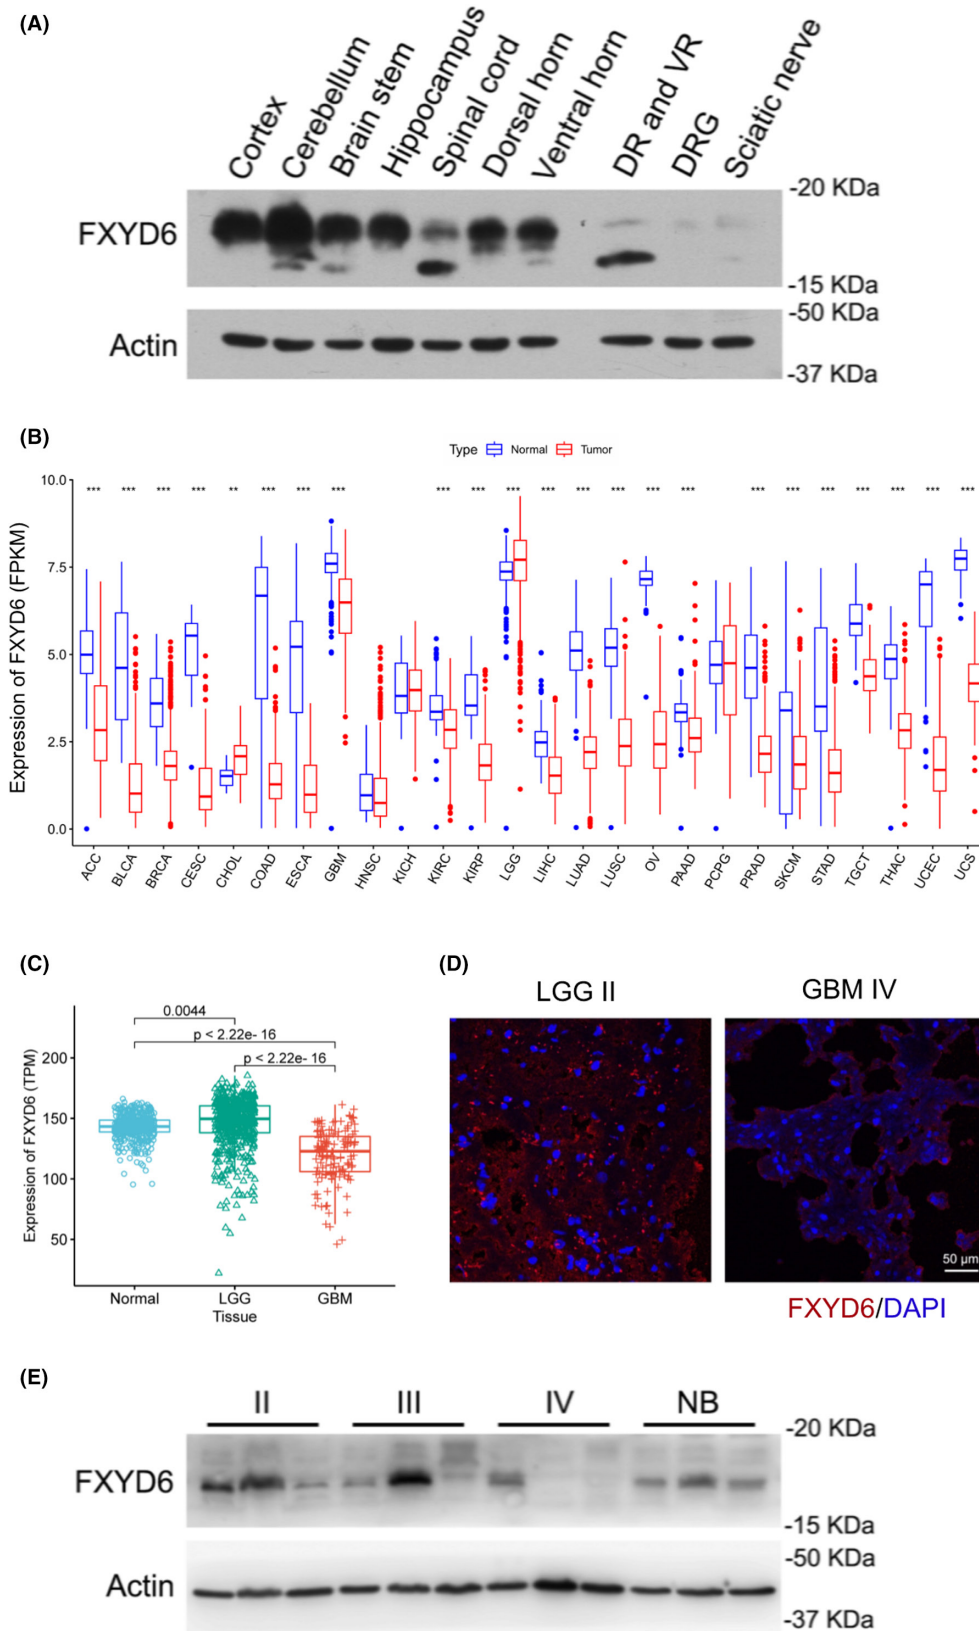 (A)
Cortex
Cerebellum
Brain stem
Hippocampus
Spinal cord
Dorsal horn
Ventral horn
DR and VR
DRG
Sciatic nerve
-20 KDa
FXYD6
-15 KDa
-50 KDa
Actin
-37 KDa
(B)
Type Normal Tumor
Expression of FXYD6 (FPKM)
10.0
7.5
5.0
2.5
0.0
*** *** *** *** ** *** *** *** *** *** *** *** *** *** *** *** *** *** *** *** *** *** ***
ACC BLCA BRCA CESC CHOL COAD ESCA GBM HNSC KICH KIRC KIRP LGG LIHC LUAD LUSC OV PAAD PCPG PRAD SKCM STAD TGCT THAC UCEC UCS
(C)
Expression of FXYD6 (TPM)
200
150
100
50
0.0044
p < 2.22e- 16
p < 2.22e- 16
Normal LGG GBM
Tissue
(D)
LGG II GBM IV
50 µm
FXYD6/DAPI
(E)
II III IV NB
-20 KDa
FXYD6
-15 KDa
-50 KDa
Actin
-37 KDa